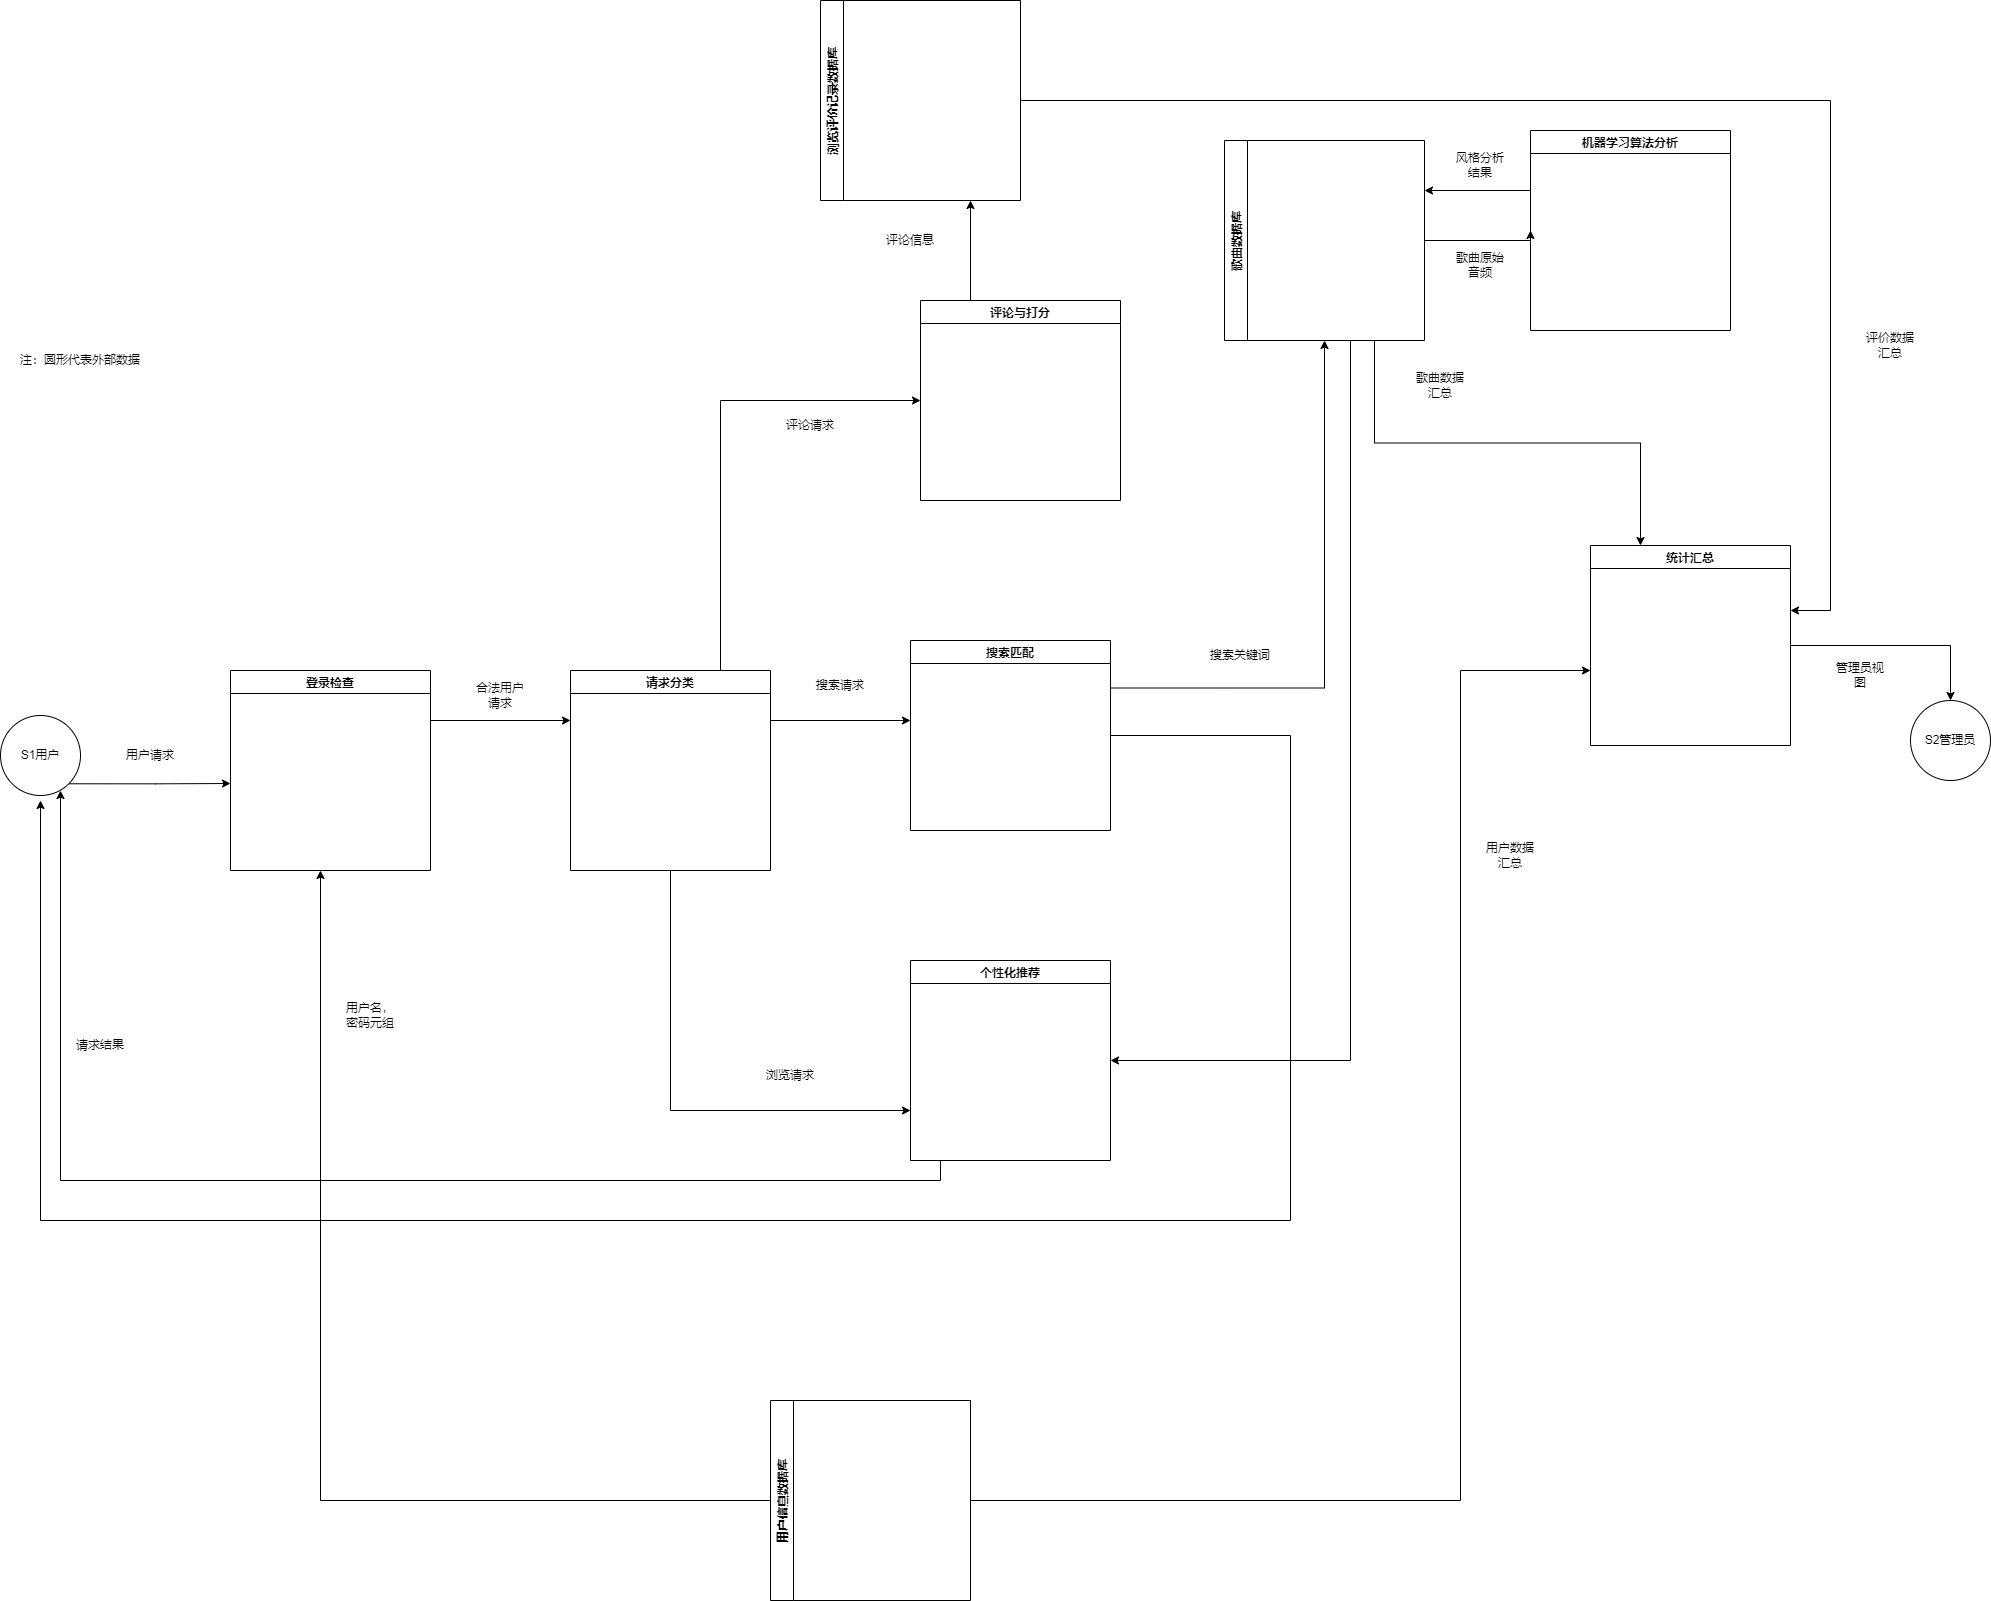 浏览评价记录数据库
机器学习算法分析
风格分析
结果
歌曲数据库
评论信息
歌曲原始
音频
评论与打分
注：圆形代表外部数据
评价数据
汇总
歌曲数据
汇总
评论请求
统计汇总
搜索匹配
搜索关键词
登录检查
合法用户
请求
请求分类
搜索请求
管理员视
图
S1用户
用户请求
S2管理员
用户数据
汇总
个性化推荐
用户名，
密码元组
请求结果
浏览请求
用户信息数据库